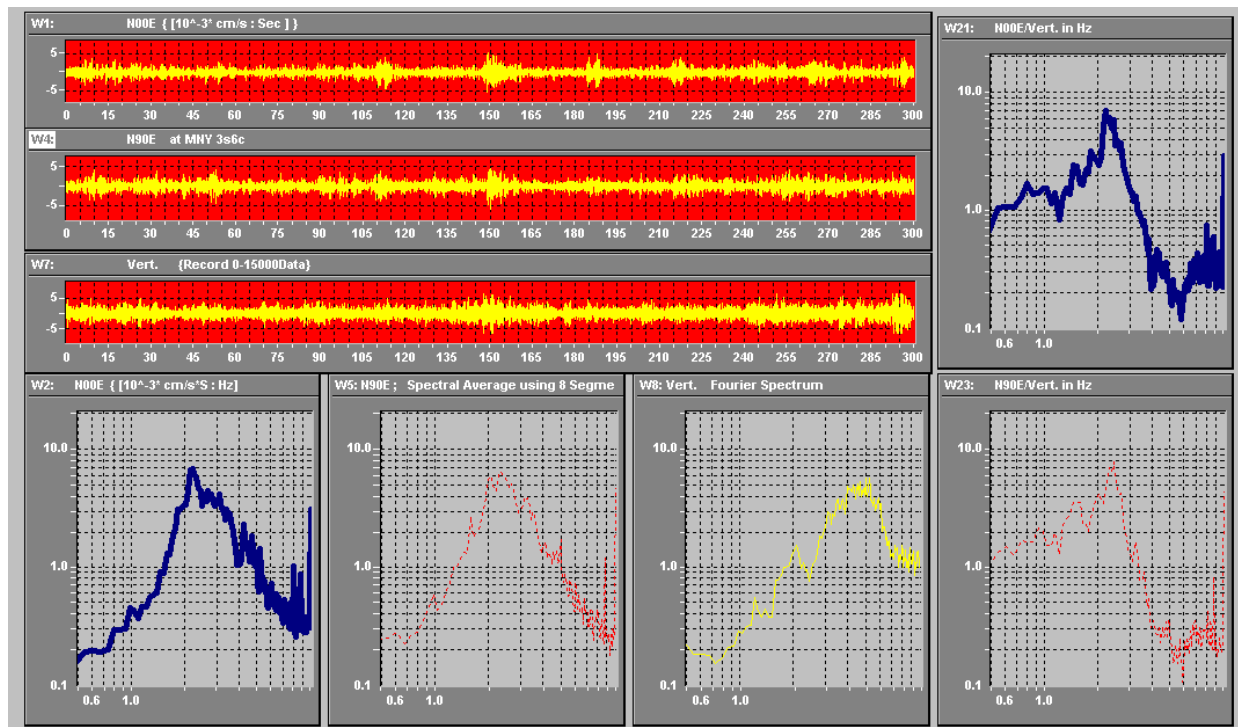 W1: N00E { [10^-3* cm/s : Sec ] }
5
-5
0 15 30 45 60 75 90 105 120 135 150 165 180 195 210 225 240 255 270 285 300
W4: N90E at MNY 3s6c
5
-5
0 15 30 45 60 75 90 105 120 135 150 165 180 195 210 225 240 255 270 285 300
W7: Vert. {Record 0-15000Data}
5
-5
0 15 30 45 60 75 90 105 120 135 150 165 180 195 210 225 240 255 270 285 300
W21: N00E/Vert. in Hz
10.0
1.0
0.1
0.6 1.0
W2: N00E { [10^-3* cm/s*S : Hz]
10.0
1.0
0.1
0.6 1.0
W5: N90E ; Spectral Average using 8 Segme
10.0
1.0
0.1
0.6 1.0
W8: Vert. Fourier Spectrum
10.0
1.0
0.1
0.6 1.0
W23: N90E/Vert. in Hz
10.0
1.0
0.1
0.6 1.0